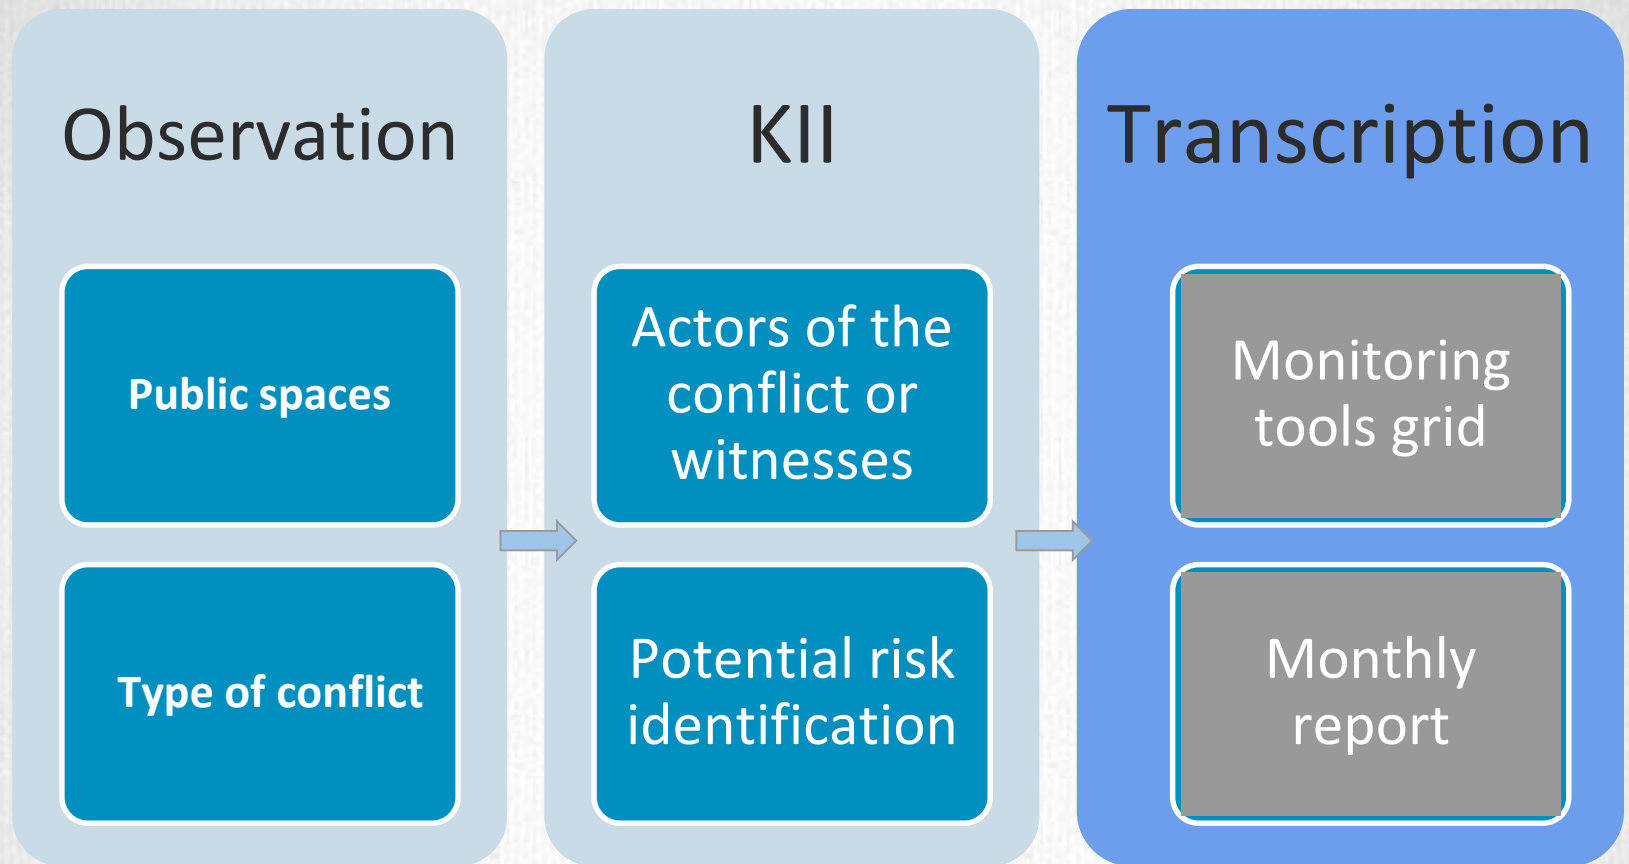 Observation
Public spaces
Type of conflict
KII
Actors of the
conflict or
witnesses
Potential risk
identification
Transcription
Monitoring
tools grid
Monthly
report